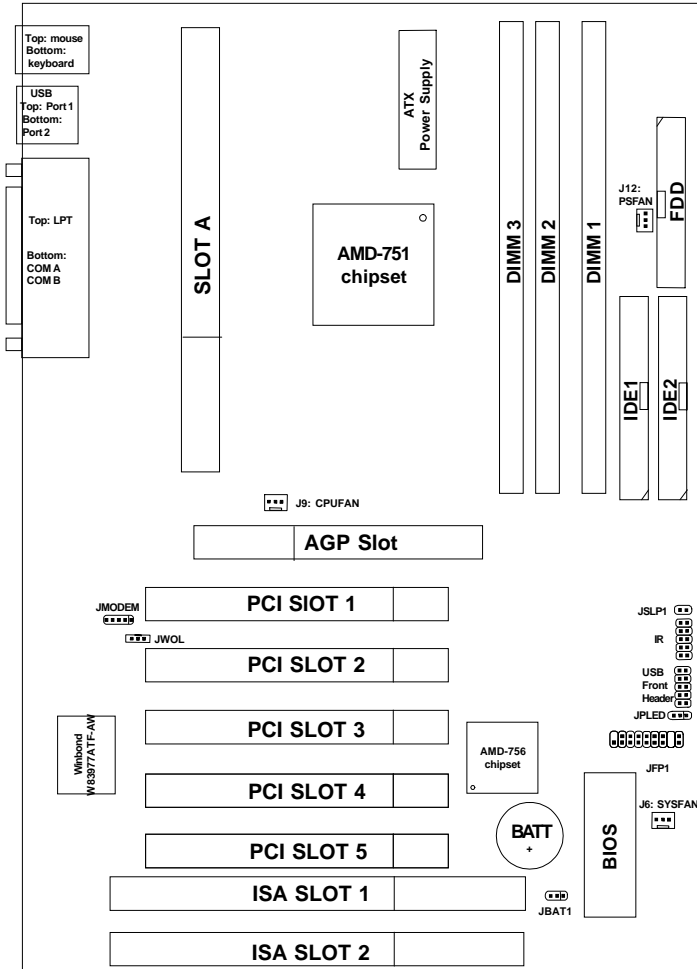 Top: mouse
Bottom:
keyboard
USB
Top: Port 1
Bottom:
Port 2
Top: LPT
Bottom:
COM A
COM B
SLOT A
ATX
Power Supply
AMD-751
chipset
DIMM 3
DIMM 2
DIMM 1
J12:
PSFAN
FDD
IDE1
IDE2
J9: CPUFAN
AGP Slot
PCI SlOT 1
JMODEM
JWOL
PCI SLOT 2
PCI SLOT 3
PCI SLOT 4
PCI SLOT 5
ISA SLOT 1
ISA SLOT 2
Winbond
W83977ATF-AW
AMD-756
chipset
BATT
+
JBAT1
BIOS
JSLP1
IR
USB
Front
Header
JPLED
JFP1
J6: SYSFAN